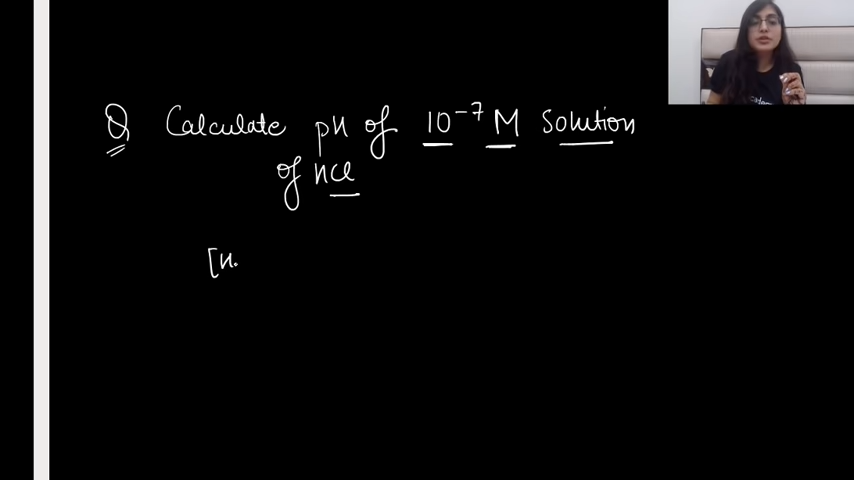 Q Calculate pH of 10⁻⁷ M solution
of HCl
[H.